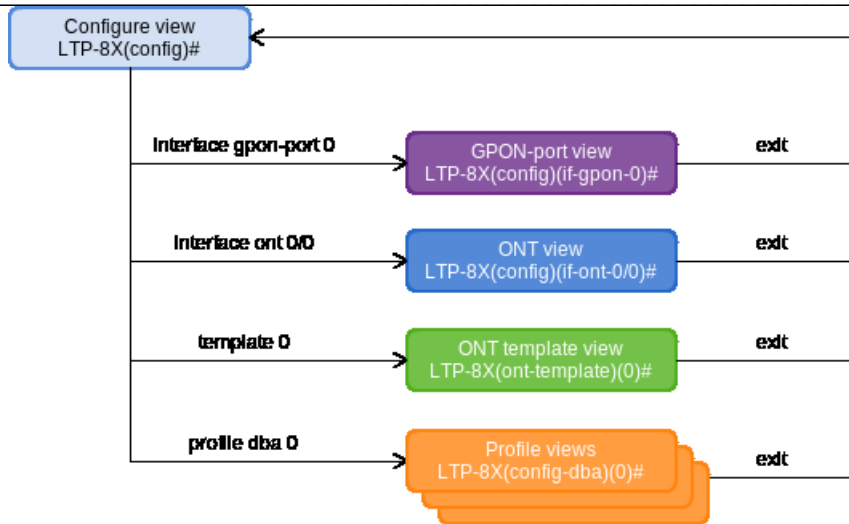 Configure view
LTP-8X(config)#
interface gpon-port 0
GPON-port view
LTP-8X(config)(if-gpon-0)#
exit
interface ont 0/0
ONT view
LTP-8X(config)(if-ont-0/0)#
exit
template 0
ONT template view
LTP-8X(ont-template)(0)#
exit
profile dba 0
Profile views
LTP-8X(config-dba)(0)#
exit